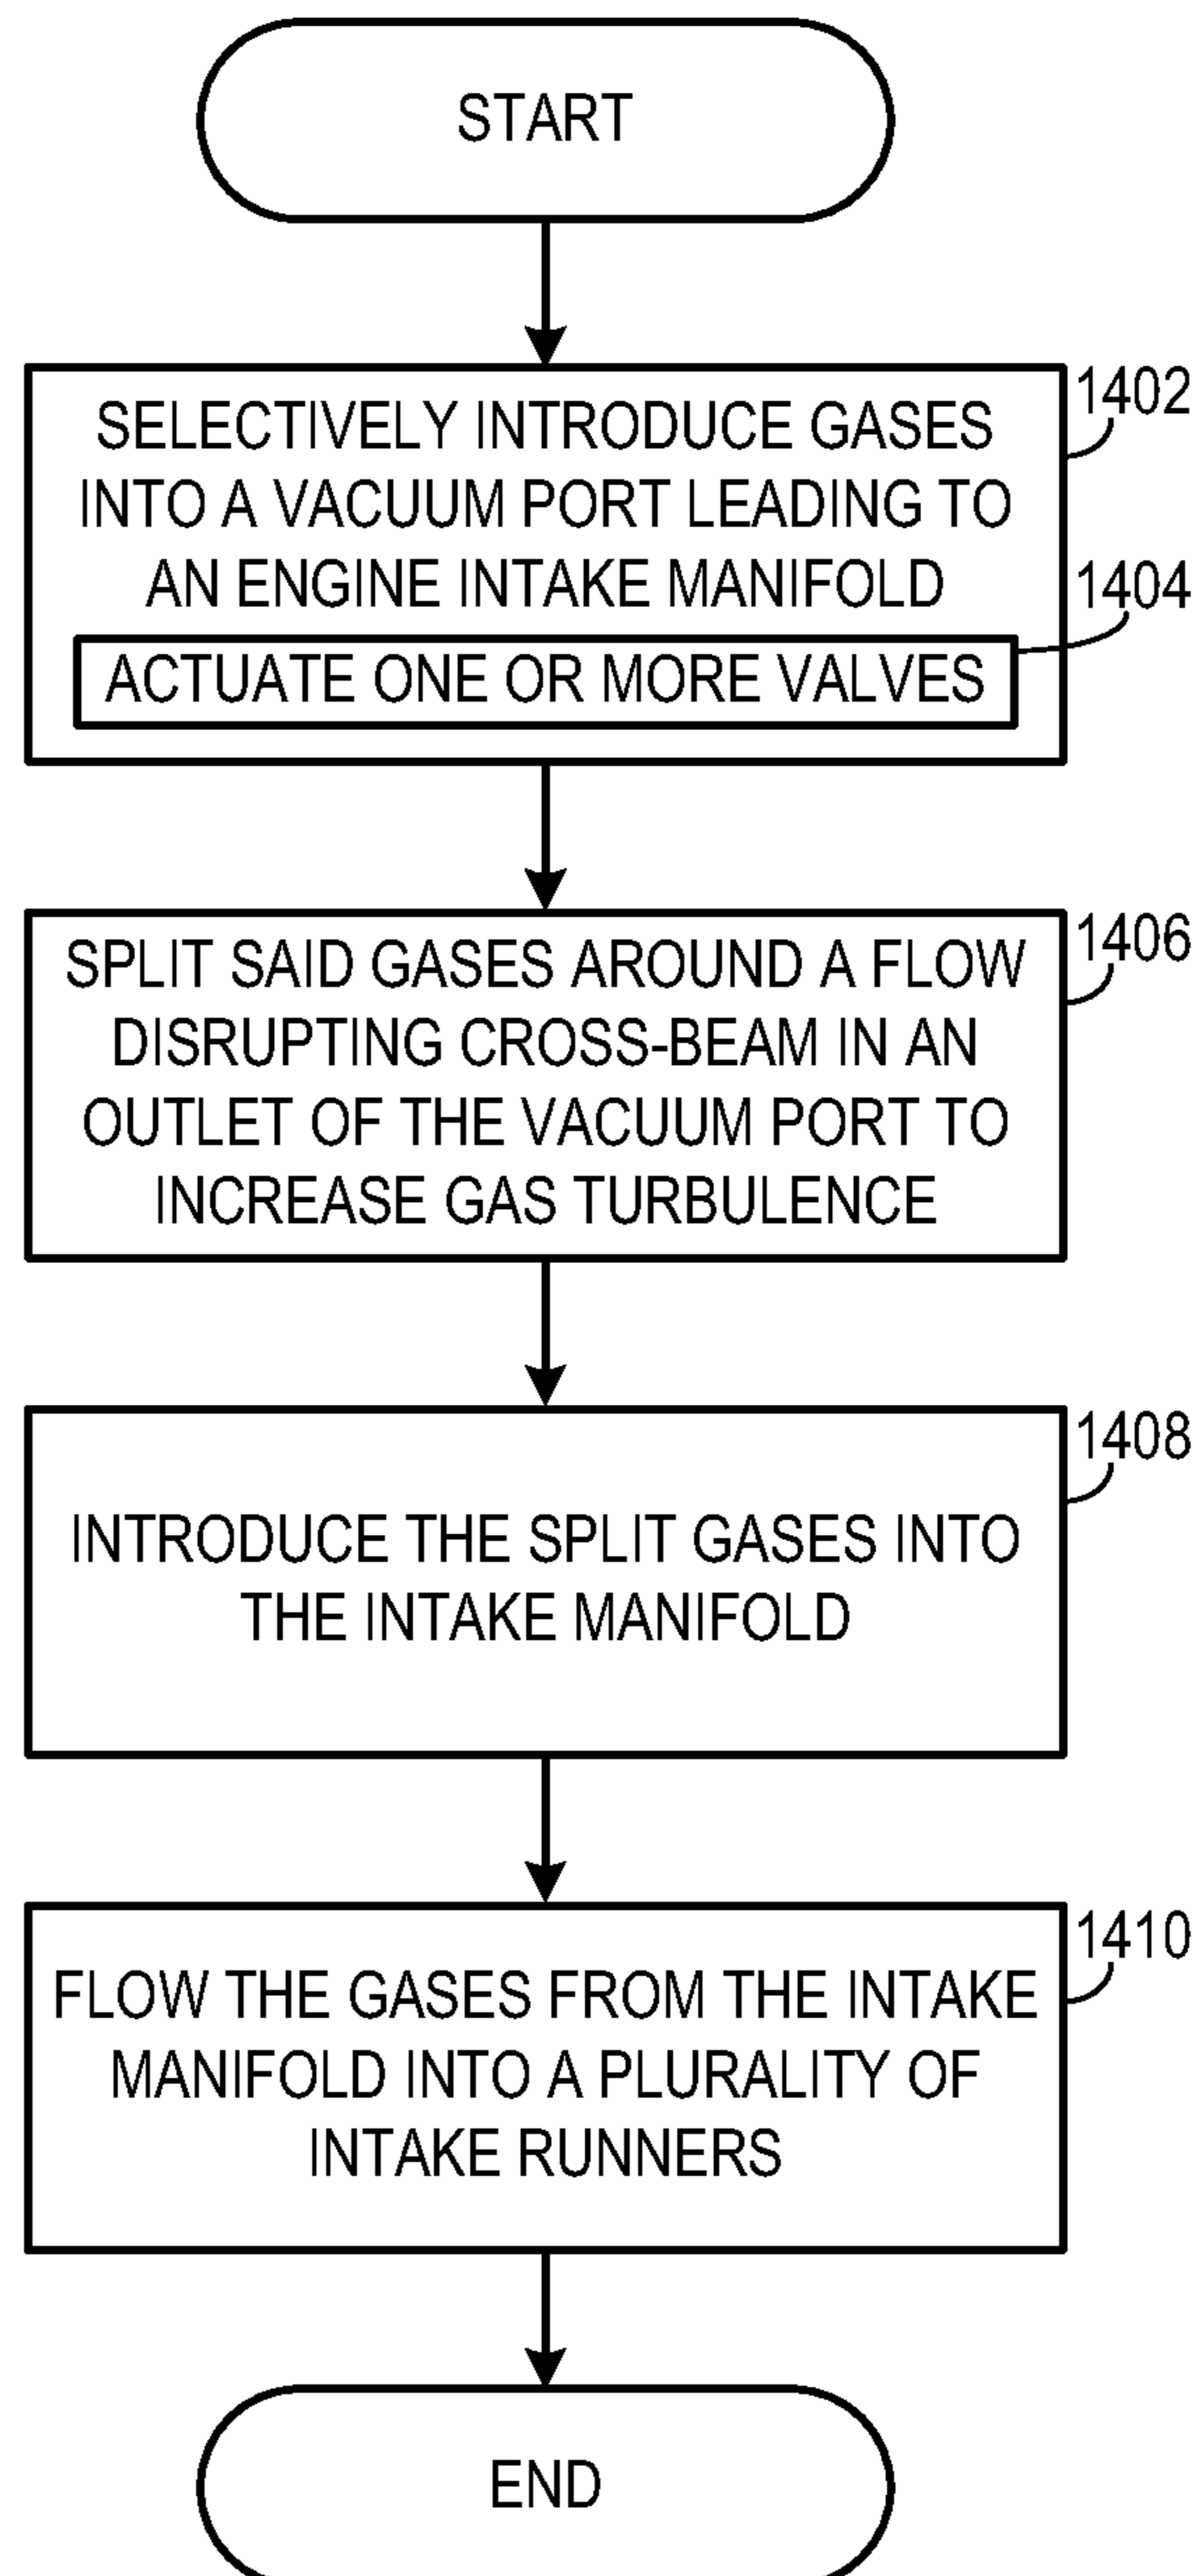 START
1402
SELECTIVELY INTRODUCE GASES
INTO A VACUUM PORT LEADING TO
AN ENGINE INTAKE MANIFOLD
1404
ACTUATE ONE OR MORE VALVES
1406
SPLIT SAID GASES AROUND A FLOW
DISRUPTING CROSS-BEAM IN AN
OUTLET OF THE VACUUM PORT TO
INCREASE GAS TURBULENCE
1408
INTRODUCE THE SPLIT GASES INTO
THE INTAKE MANIFOLD
1410
FLOW THE GASES FROM THE INTAKE
MANIFOLD INTO A PLURALITY OF
INTAKE RUNNERS
END